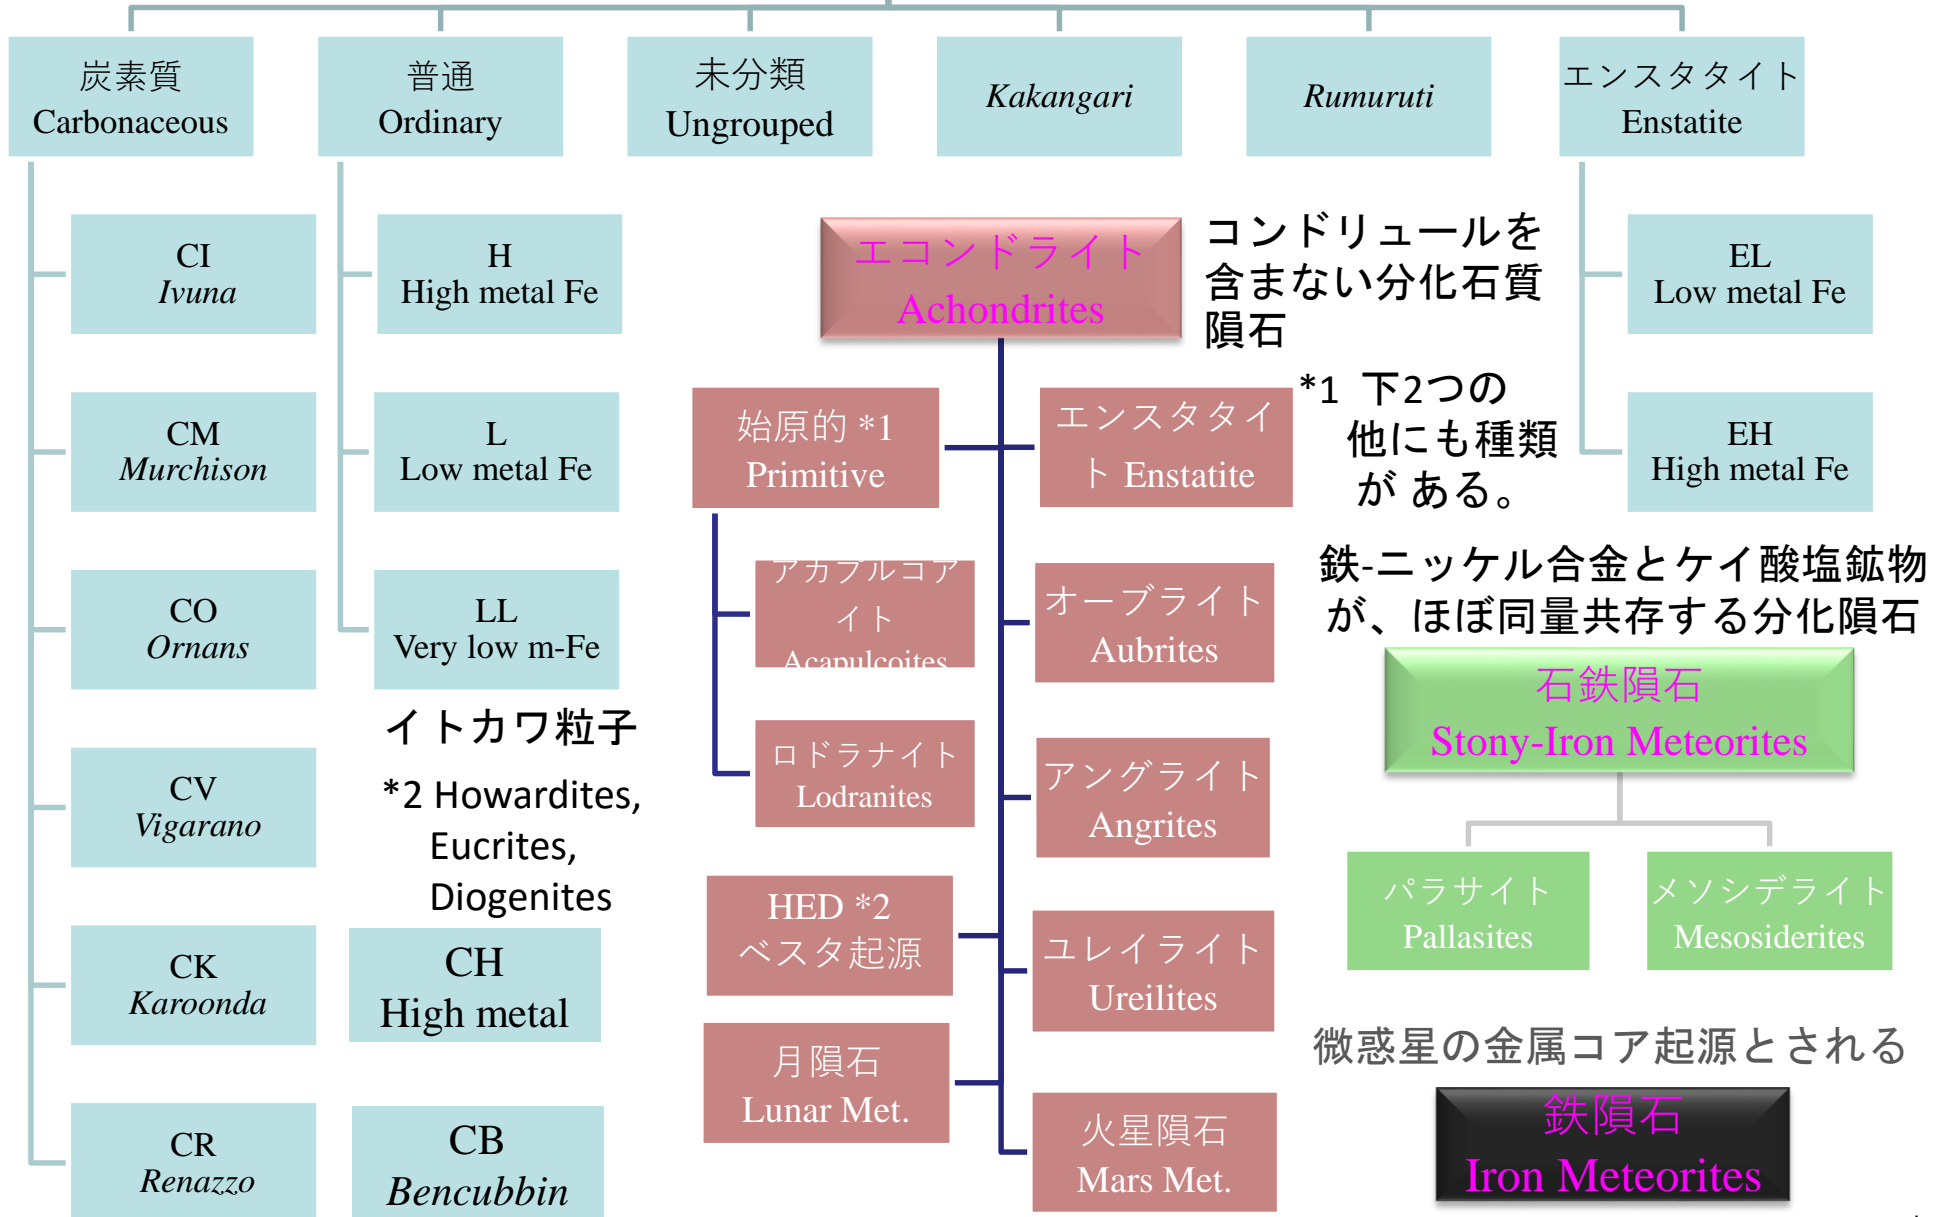 炭素質
Carbonaceous
普通
Ordinary
未分類
Ungrouped
Kakangari
Rumuruti
エンスタタイト
Enstatite
CI
Ivuna
CM
Murchison
CO
Ornans
CV
Vigarano
CK
Karoonda
CR
Renazzo
H
High metal Fe
L
Low metal Fe
LL
Very low m-Fe
イトカワ粒子
*2 Howardites,
Eucrites,
Diogenites
CH
High metal
CB
Bencubbin
エコンドライト
Achondrites
コンドリュールを
含まない分化石質
隕石
始原的 *1
Primitive
アカプルコア
イト
Acapulcoites
ロドラナイト
Lodranites
HED *2
ベスタ起源
月隕石
Lunar Met.
エンスタタイ
ト Enstatite
オーブライト
Aubrites
アングライト
Angrites
ユレイライト
Ureilites
火星隕石
Mars Met.
*1 下2つの
他にも種類
が ある。
EL
Low metal Fe
EH
High metal Fe
鉄-ニッケル合金とケイ酸塩鉱物
が、ほぼ同量共存する分化隕石
石鉄隕石
Stony-Iron Meteorites
パラサイト
Pallasites
メソシデライト
Mesosiderites
微惑星の金属コア起源とされる
鉄隕石
Iron Meteorites